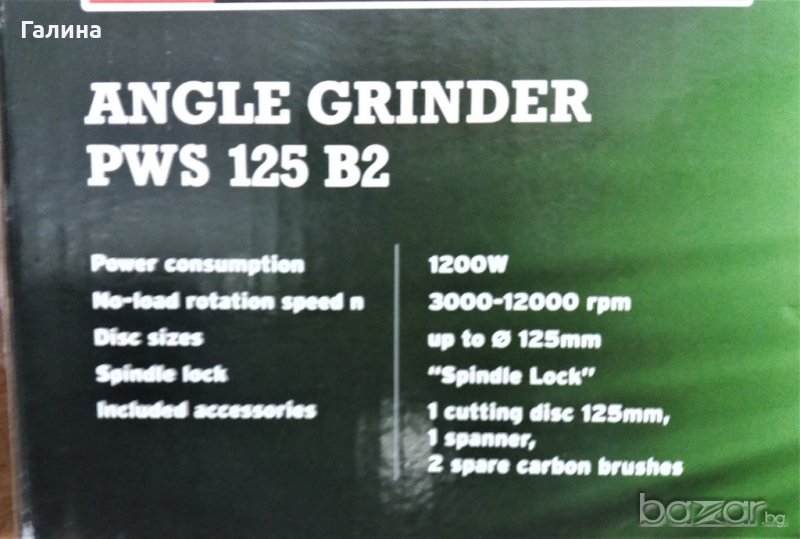 Галина
ANGLE GRINDER
PWS 125 B2
Power consumption 1200W
No-load rotation speed n 3000-12000 rpm
Disc sizes up to Ø 125mm
Spindle lock "Spindle Lock"
Included accessories 1 cutting disc 125mm,
1 spanner,
2 spare carbon brushes
bazar.bg